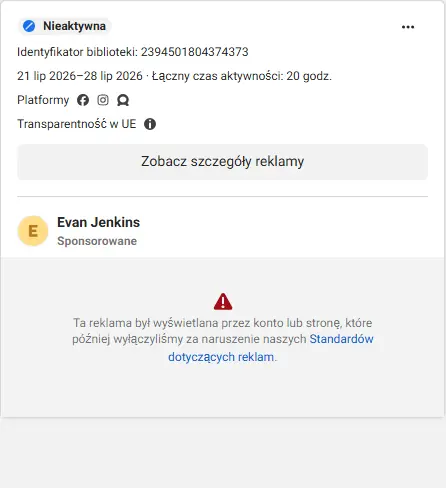 Nieaktywna
Identyfikator biblioteki: 2394501804374373
21 lip 2026–28 lip 2026 · Łączny czas aktywności: 20 godz.
Platformy
Transparentność w UE
Zobacz szczegóły reklamy
E
Evan Jenkins
Sponsorowane
Ta reklama był wyświetlana przez konto lub stronę, które
później wyłączyliśmy za naruszenie naszych Standardów
dotyczących reklam.